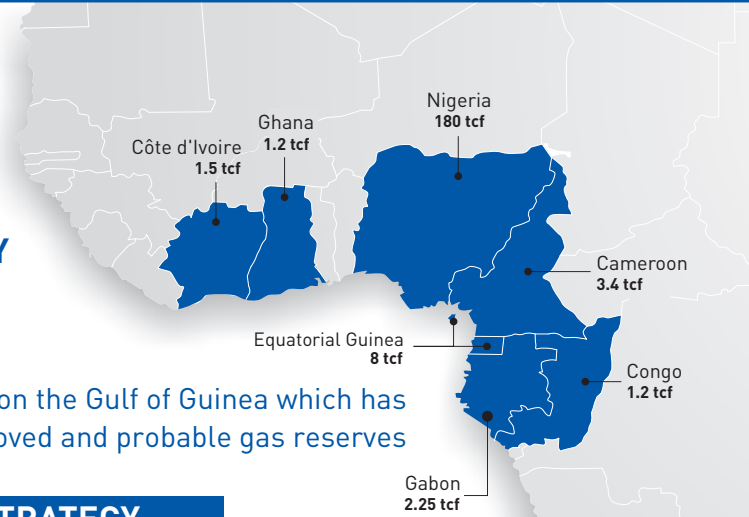 Nigeria
180 tcf
Ghana
1.2 tcf
Côte d'Ivoire
1.5 tcf
Y
Cameroon
3.4 tcf
Equatorial Guinea
8 tcf
Congo
1.2 tcf
on the Gulf of Guinea which has
oved and probable gas reserves
Gabon
2.25 tcf
TRATEGY